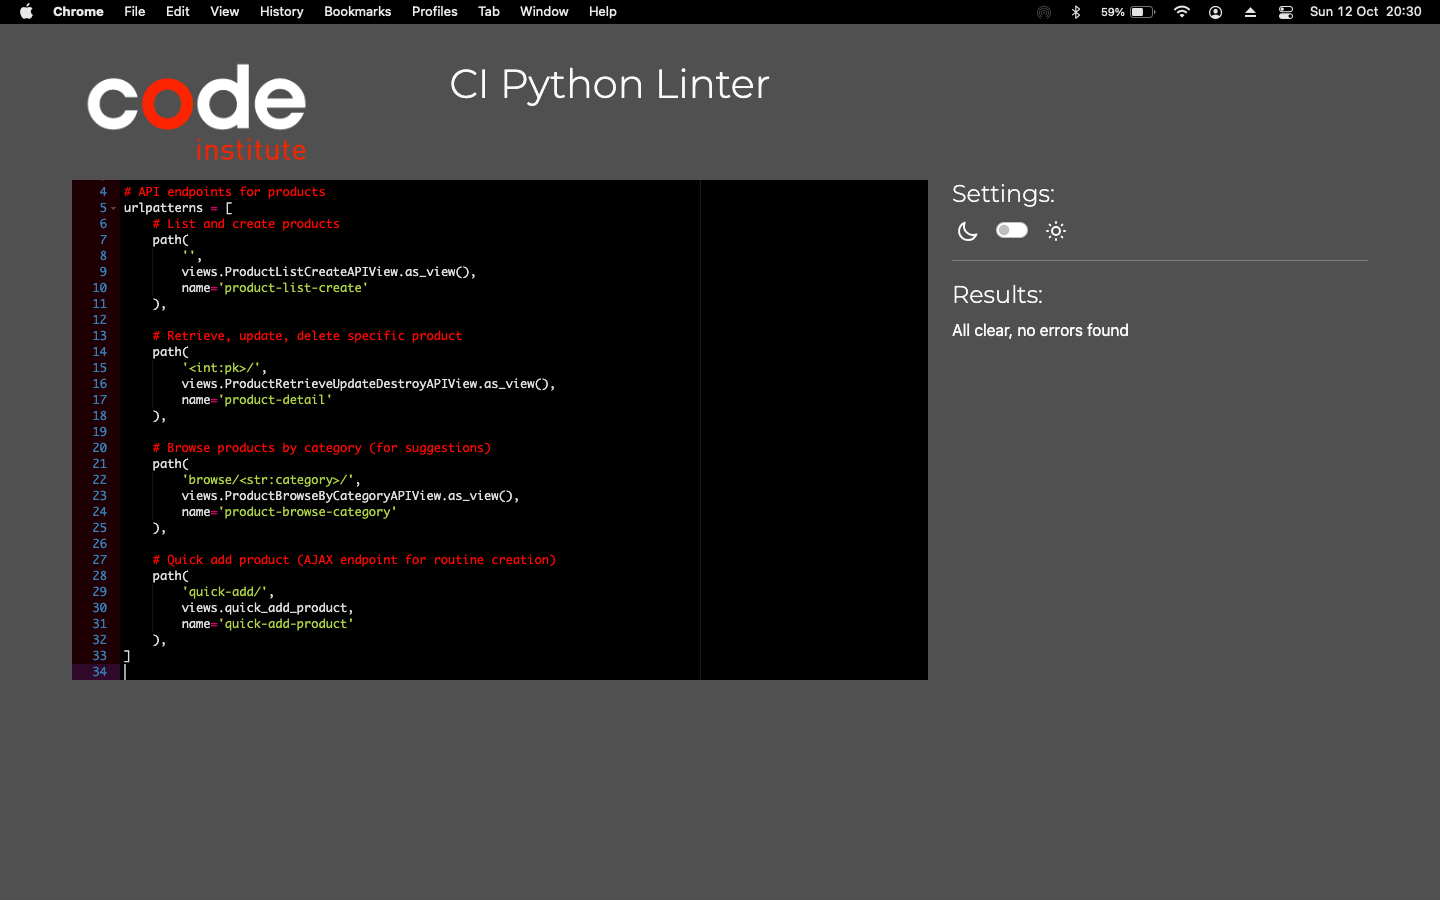 Chrome File Edit View History Bookmarks Profiles Tab Window Help 59% Sun 12 Oct 20:30
code
institute
CI Python Linter
4 # API endpoints for products
5 urlpatterns = [
6 # List and create products
7 path(
8 '',
9 views.ProductListCreateAPIView.as_view(),
10 name='product-list-create'
11 ),
12
13 # Retrieve, update, delete specific product
14 path(
15 '<int:pk>/',
16 views.ProductRetrieveUpdateDestroyAPIView.as_view(),
17 name='product-detail'
18 ),
19
20 # Browse products by category (for suggestions)
21 path(
22 'browse/<str:category>/',
23 views.ProductBrowseByCategoryAPIView.as_view(),
24 name='product-browse-category'
25 ),
26
27 # Quick add product (AJAX endpoint for routine creation)
28 path(
29 'quick-add/',
30 views.quick_add_product,
31 name='quick-add-product'
32 ),
33 ]
34
Settings:
Results:
All clear, no errors found